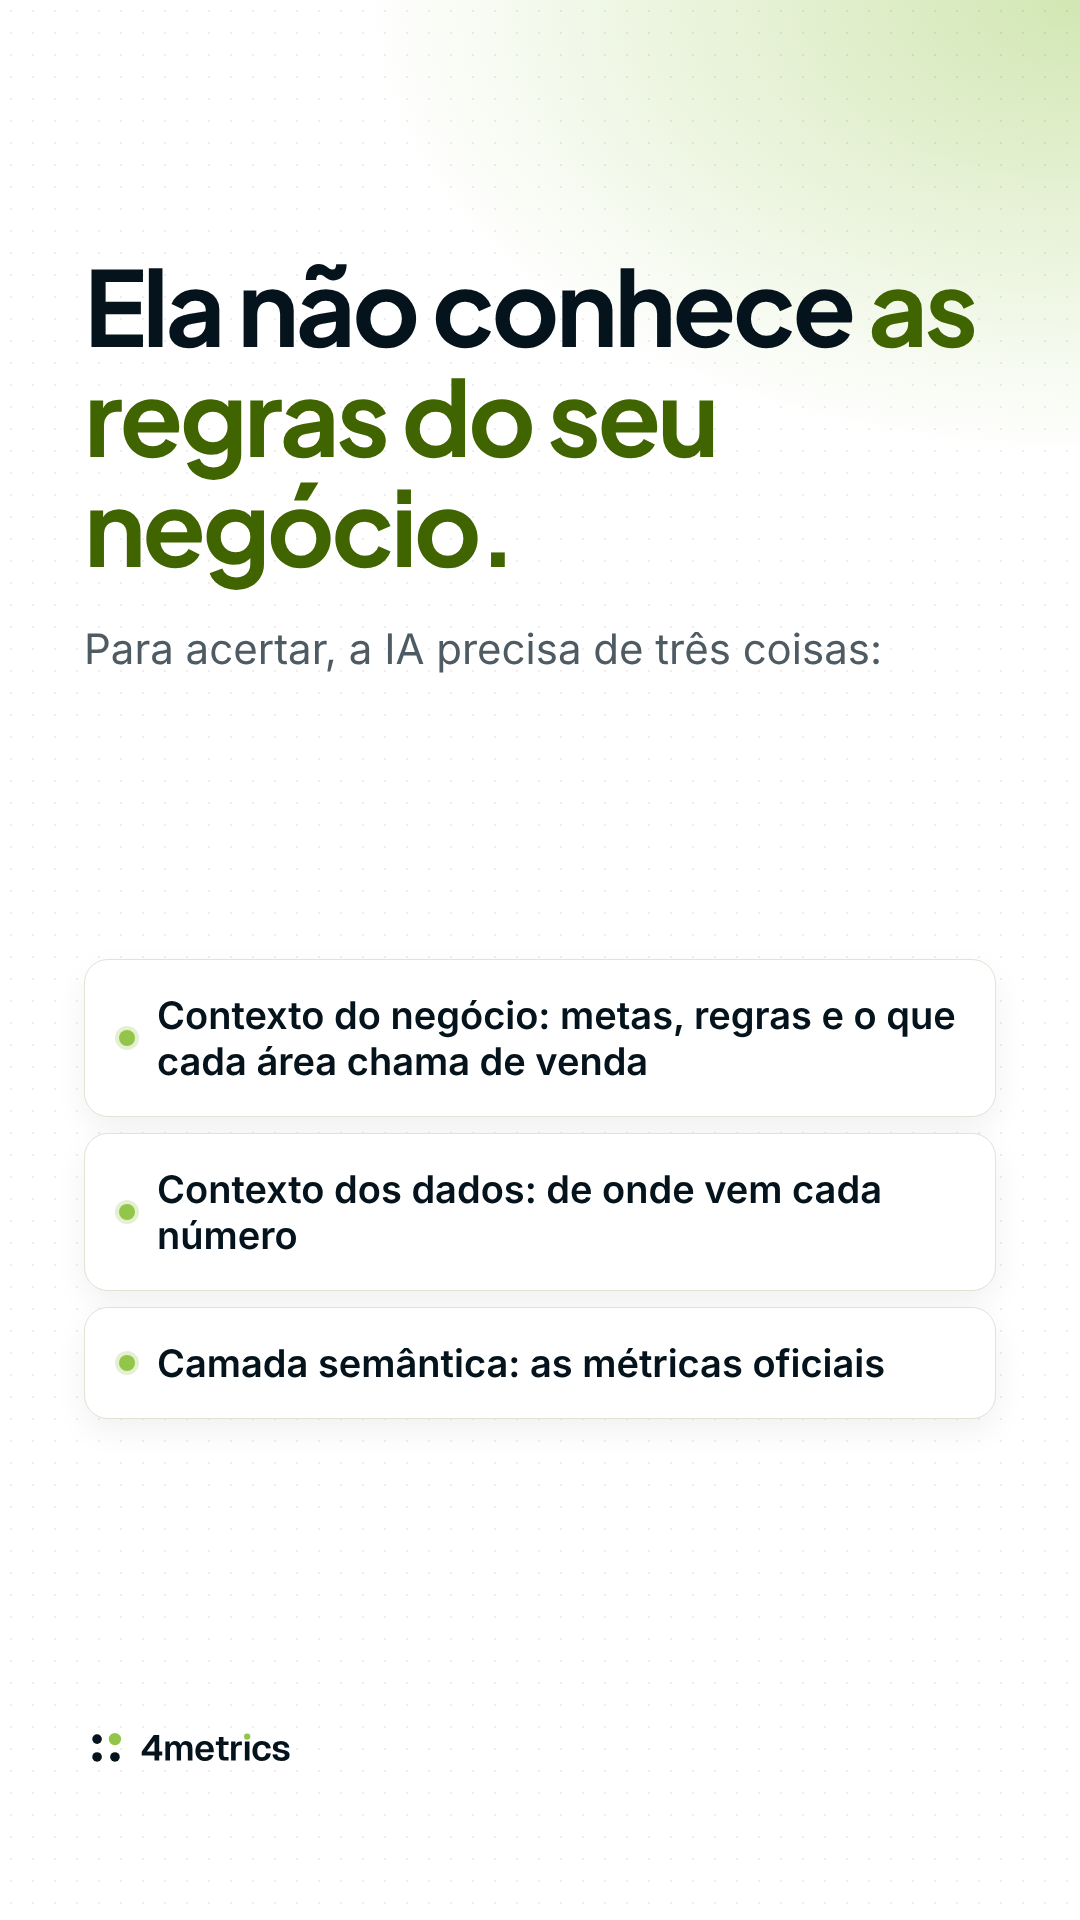 Ela não conhece as
regras do seu
negócio.
Para acertar, a IA precisa de três coisas:
Contexto do negócio: metas, regras e o que
cada área chama de venda
Contexto dos dados: de onde vem cada
número
Camada semântica: as métricas oficiais
4metrics